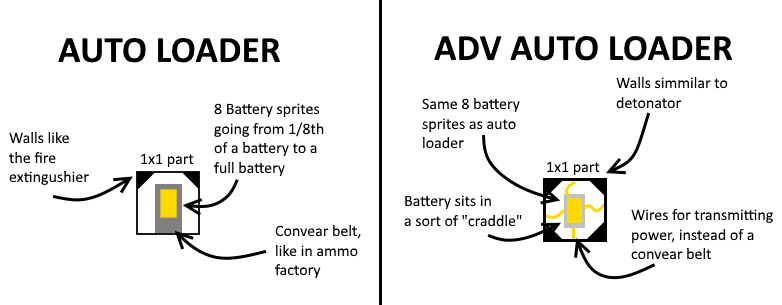 AUTO LOADER
8 Battery sprites
going from 1/8th
of a battery to a
full battery
Walls like
the fire
extingushier
1x1 part
Convear belt,
like in ammo
factory
ADV AUTO LOADER
Walls simmilar to
detonator
Same 8 battery
sprites as auto
loader
1x1 part
Battery sits in
a sort of "craddle"
Wires for transmitting
power, instead of a
convear belt